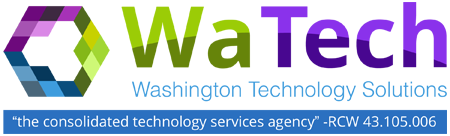 WaTech
Washington Technology Solutions
“the consolidated technology services agency” -RCW 43.105.006